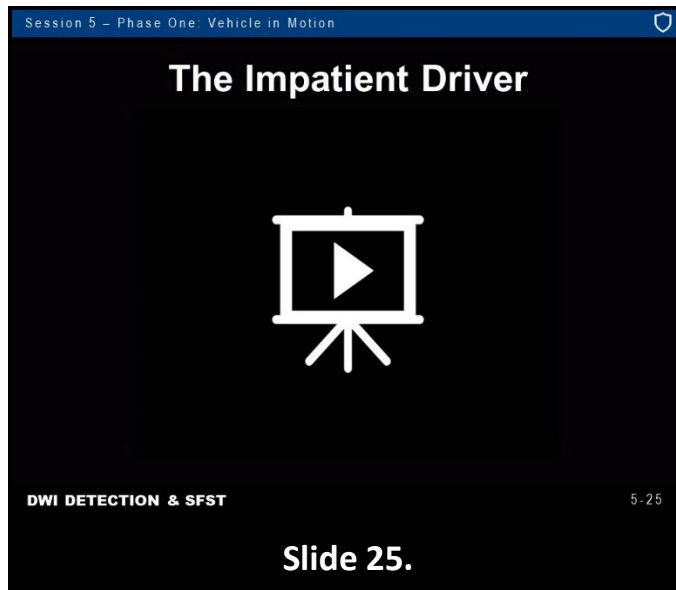 Session 5 – Phase One: Vehicle in Motion
The Impatient Driver
DWI DETECTION & SFST
5-25
Slide 25.